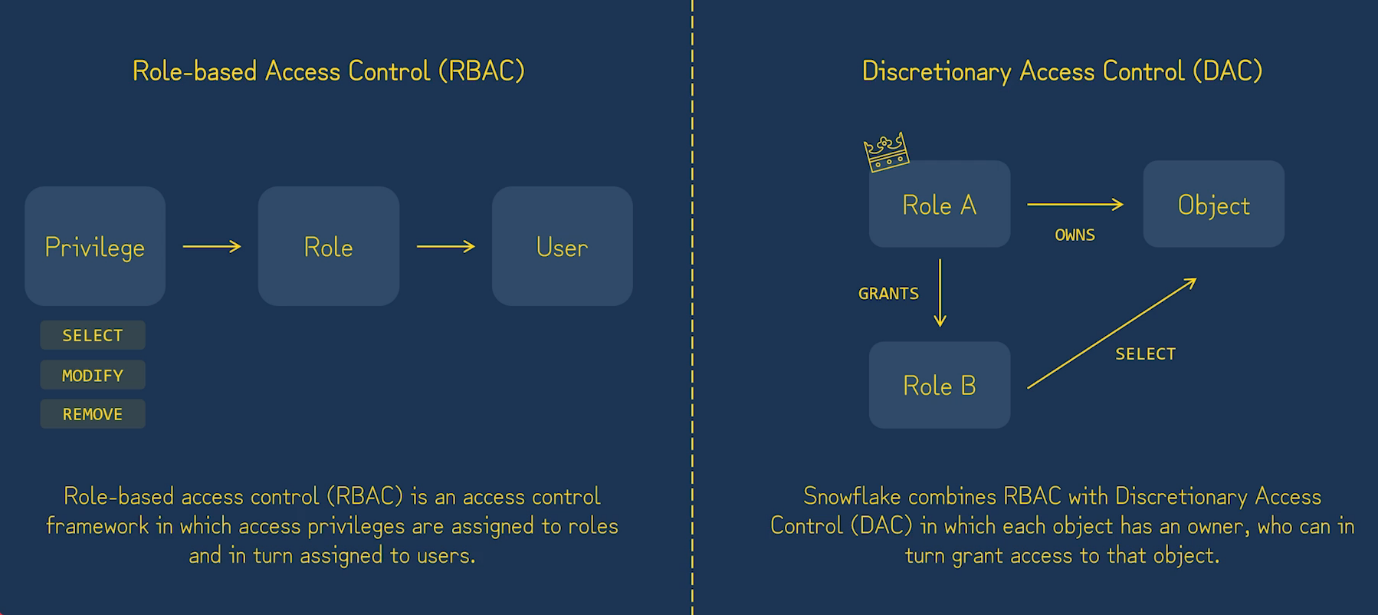 Role-based Access Control (RBAC)
Privilege
Role
User
SELECT
MODIFY
REMOVE
Role-based access control (RBAC) is an access control
framework in which access privileges are assigned to roles
and in turn assigned to users.
Discretionary Access Control (DAC)
Role A
OWNS
Object
GRANTS
Role B
SELECT
Snowflake combines RBAC with Discretionary Access
Control (DAC) in which each object has an owner, who can in
turn grant access to that object.